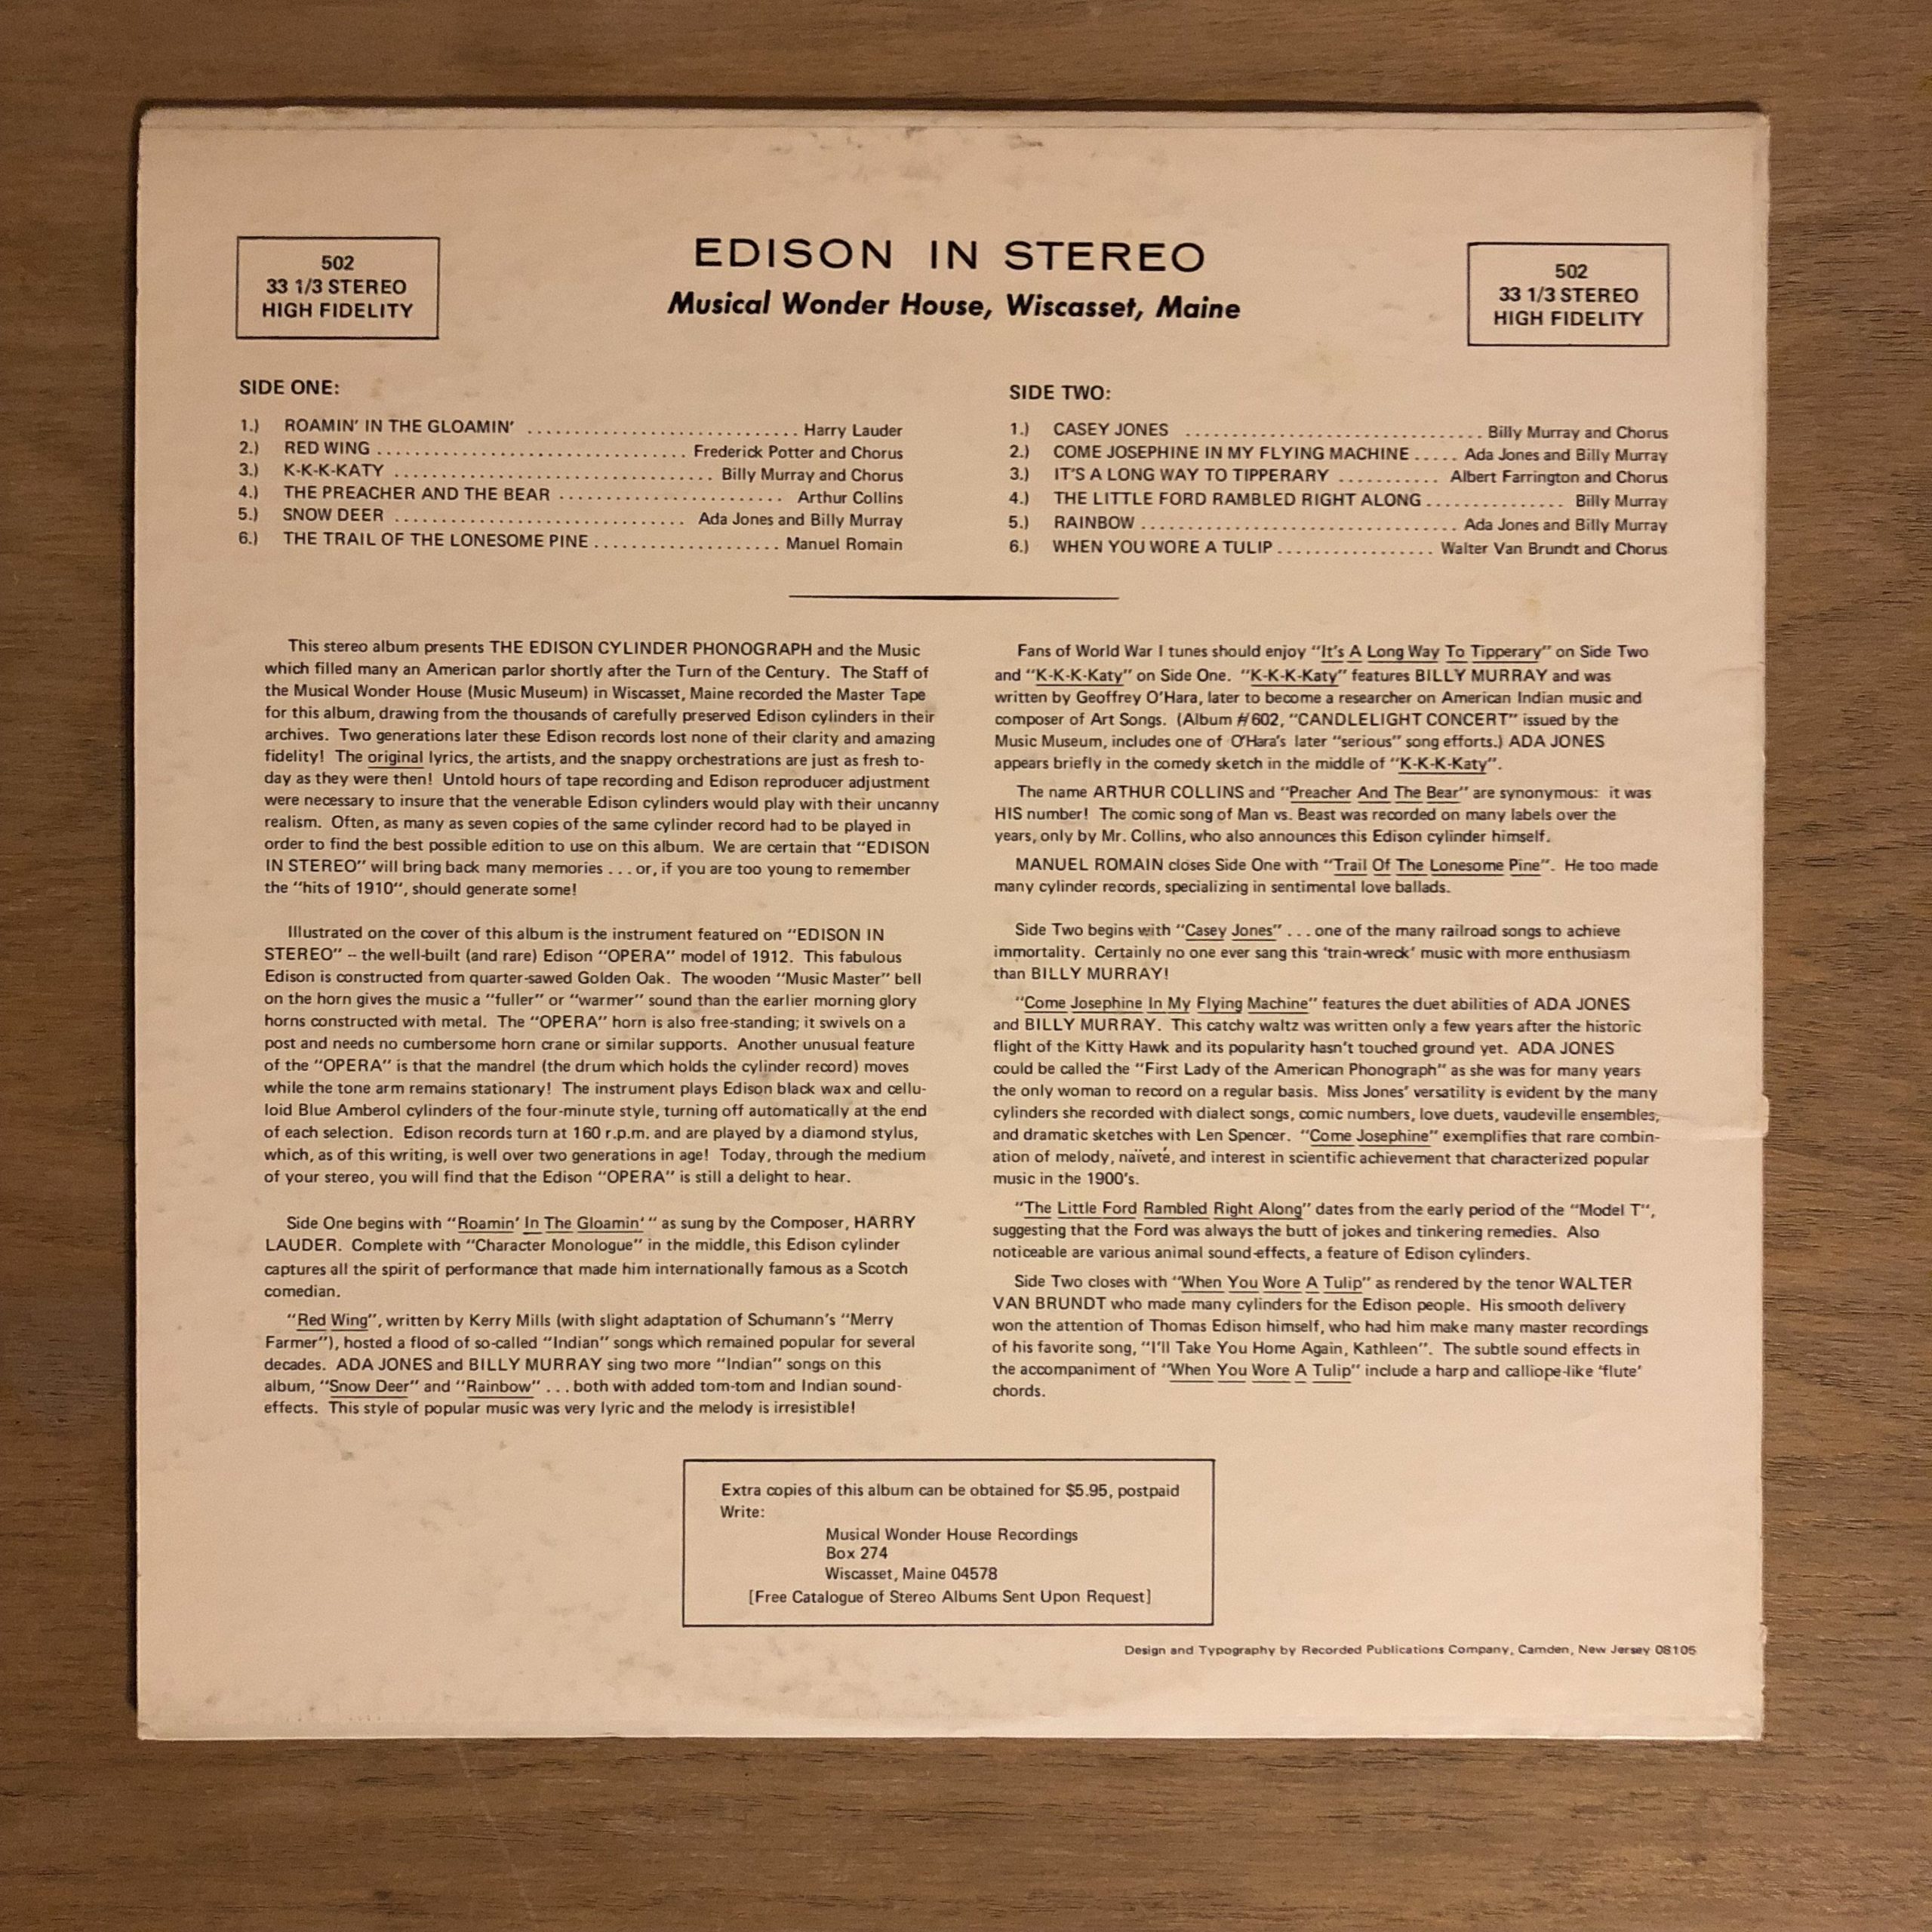 502
33 1/3 STEREO
HIGH FIDELITY
EDISON IN STEREO
Musical Wonder House, Wiscasset, Maine
502
33 1/3 STEREO
HIGH FIDELITY
SIDE ONE:
1.) ROAMIN' IN THE GLOAMIN' ............................. Harry Lauder
2.) RED WING ................................. Frederick Potter and Chorus
3.) K-K-K-KATY .................................. Billy Murray and Chorus
4.) THE PREACHER AND THE BEAR ........................ Arthur Collins
5.) SNOW DEER ............................... Ada Jones and Billy Murray
6.) THE TRAIL OF THE LONESOME PINE .................... Manuel Romain
SIDE TWO:
1.) CASEY JONES ................................ Billy Murray and Chorus
2.) COME JOSEPHINE IN MY FLYING MACHINE ..... Ada Jones and Billy Murray
3.) IT'S A LONG WAY TO TIPPERARY ........... Albert Farrington and Chorus
4.) THE LITTLE FORD RAMBLED RIGHT ALONG ............... Billy Murray
5.) RAINBOW .................................. Ada Jones and Billy Murray
6.) WHEN YOU WORE A TULIP ................. Walter Van Brundt and Chorus
This stereo album presents THE EDISON CYLINDER PHONOGRAPH and the Music
which filled many an American parlor shortly after the Turn of the Century. The Staff of
the Musical Wonder House (Music Museum) in Wiscasset, Maine recorded the Master Tape
for this album, drawing from the thousands of carefully preserved Edison cylinders in their
archives. Two generations later these Edison records lost none of their clarity and amazing
fidelity! The original lyrics, the artists, and the snappy orchestrations are just as fresh to-
day as they were then! Untold hours of tape recording and Edison reproducer adjustment
were necessary to insure that the venerable Edison cylinders would play with their uncanny
realism. Often, as many as seven copies of the same cylinder record had to be played in
order to find the best possible edition to use on this album. We are certain that "EDISON
IN STEREO" will bring back many memories . . . or, if you are too young to remember
the "hits of 1910", should generate some!
Illustrated on the cover of this album is the instrument featured on "EDISON IN
STEREO" -- the well-built (and rare) Edison "OPERA" model of 1912. This fabulous
Edison is constructed from quarter-sawed Golden Oak. The wooden "Music Master" bell
on the horn gives the music a "fuller" or "warmer" sound than the earlier morning glory
horns constructed with metal. The "OPERA" horn is also free-standing; it swivels on a
post and needs no cumbersome horn crane or similar supports. Another unusual feature
of the "OPERA" is that the mandrel (the drum which holds the cylinder record) moves
while the tone arm remains stationary! The instrument plays Edison black wax and cellu-
loid Blue Amberol cylinders of the four-minute style, turning off automatically at the end
of each selection. Edison records turn at 160 r.p.m. and are played by a diamond stylus,
which, as of this writing, is well over two generations in age! Today, through the medium
of your stereo, you will find that the Edison "OPERA" is still a delight to hear.
Side One begins with "Roamin' In The Gloamin' " as sung by the Composer, HARRY
LAUDER. Complete with "Character Monologue" in the middle, this Edison cylinder
captures all the spirit of performance that made him internationally famous as a Scotch
comedian.
"Red Wing", written by Kerry Mills (with slight adaptation of Schumann's "Merry
Farmer"), hosted a flood of so-called "Indian" songs which remained popular for several
decades. ADA JONES and BILLY MURRAY sing two more "Indian" songs on this
album, "Snow Deer" and "Rainbow" . . . both with added tom-tom and Indian sound-
effects. This style of popular music was very lyric and the melody is irresistible!
Fans of World War I tunes should enjoy "It's A Long Way To Tipperary" on Side Two
and "K-K-K-Katy" on Side One. "K-K-K-Katy" features BILLY MURRAY and was
written by Geoffrey O'Hara, later to become a researcher on American Indian music and
composer of Art Songs. (Album #602, "CANDLELIGHT CONCERT" issued by the
Music Museum, includes one of O'Hara's later "serious" song efforts.) ADA JONES
appears briefly in the comedy sketch in the middle of "K-K-K-Katy".
The name ARTHUR COLLINS and "Preacher And The Bear" are synonymous: it was
HIS number! The comic song of Man vs. Beast was recorded on many labels over the
years, only by Mr. Collins, who also announces this Edison cylinder himself.
MANUEL ROMAIN closes Side One with "Trail Of The Lonesome Pine". He too made
many cylinder records, specializing in sentimental love ballads.
Side Two begins with "Casey Jones" . . . one of the many railroad songs to achieve
immortality. Certainly no one ever sang this 'train-wreck' music with more enthusiasm
than BILLY MURRAY!
"Come Josephine In My Flying Machine" features the duet abilities of ADA JONES
and BILLY MURRAY. This catchy waltz was written only a few years after the historic
flight of the Kitty Hawk and its popularity hasn't touched ground yet. ADA JONES
could be called the "First Lady of the American Phonograph" as she was for many years
the only woman to record on a regular basis. Miss Jones' versatility is evident by the many
cylinders she recorded with dialect songs, comic numbers, love duets, vaudeville ensembles,
and dramatic sketches with Len Spencer. "Come Josephine" exemplifies that rare combin-
ation of melody, naïveté, and interest in scientific achievement that characterized popular
music in the 1900's.
"The Little Ford Rambled Right Along" dates from the early period of the "Model T",
suggesting that the Ford was always the butt of jokes and tinkering remedies. Also
noticeable are various animal sound-effects, a feature of Edison cylinders.
Side Two closes with "When You Wore A Tulip" as rendered by the tenor WALTER
VAN BRUNDT who made many cylinders for the Edison people. His smooth delivery
won the attention of Thomas Edison himself, who had him make many master recordings
of his favorite song, "I'll Take You Home Again, Kathleen". The subtle sound effects in
the accompaniment of "When You Wore A Tulip" include a harp and calliope-like 'flute'
chords.
Extra copies of this album can be obtained for $5.95, postpaid
Write:
Musical Wonder House Recordings
Box 274
Wiscasset, Maine 04578
[Free Catalogue of Stereo Albums Sent Upon Request]
Design and Typography by Recorded Publications Company, Camden, New Jersey 08105